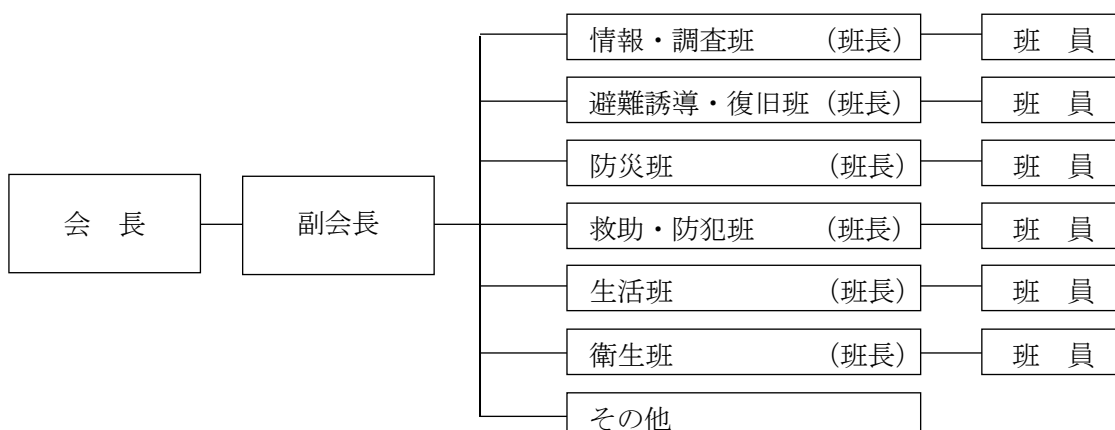 情報・調査班 (班長) 班 員
避難誘導・復旧班 (班長) 班 員
防災班 (班長) 班 員
会 長 副会長 救助・防犯班 (班長) 班 員
生活班 (班長) 班 員
衛生班 (班長) 班 員
その他